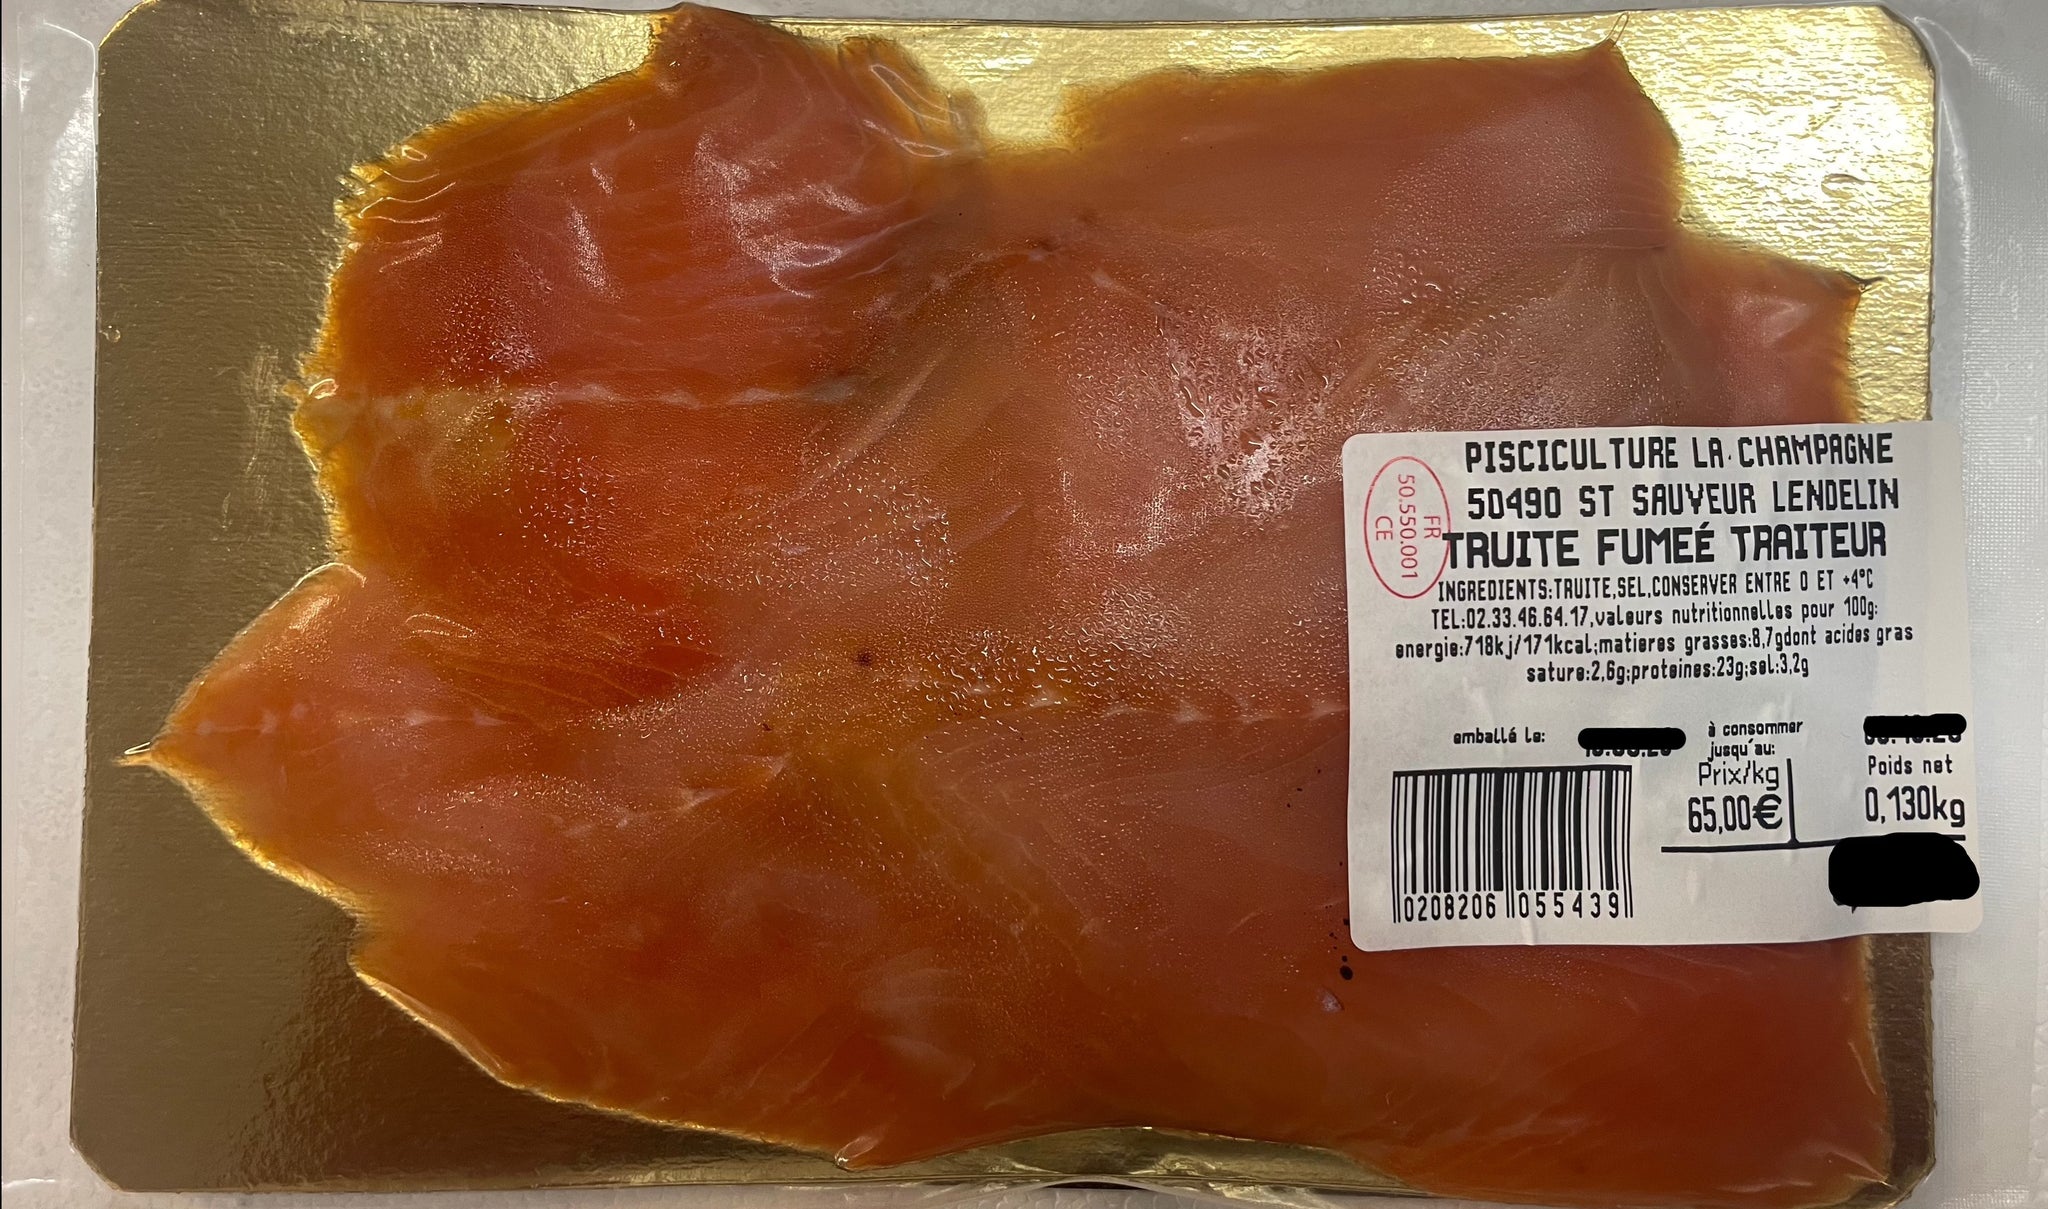 PISCICULTURE LA CHAMPAGNE
50490 ST SAUVEUR LENDELIN
TRUITE FUMEÉ TRAITEUR
INGREDIENTS:TRUITE,SEL,CONSERVER ENTRE 0 ET +4°C
TEL:02.33.46.64.17,valeurs nutritionnelles pour 100g:
energie:718kj/171kcal;matieres grasses:8,7gdont acides gras
sature:2,6g;proteines:23g;sel:3,2g
FR
50.550.001
CE
emballé le:
à consommer
jusqu'au:
Prix/kg
65,00€
Poids net
0,130kg
0208206 055439